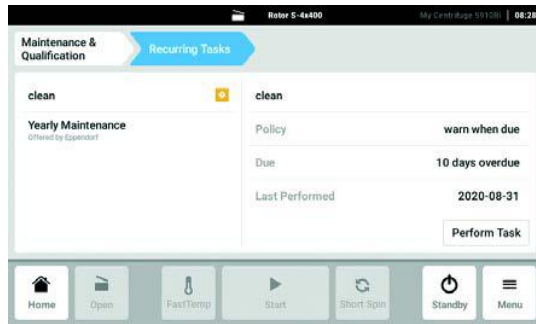 Rotor S-4x400
My Centrifuge 5910Ri
08:28
Maintenance &
Qualification
Recurring Tasks
clean
Yearly Maintenance
Offered by Eppendorf
clean
Policy
warn when due
Due
10 days overdue
Last Performed
2020-08-31
Perform Task
Home
Open
FastTemp
Start
Short Spin
Standby
Menu